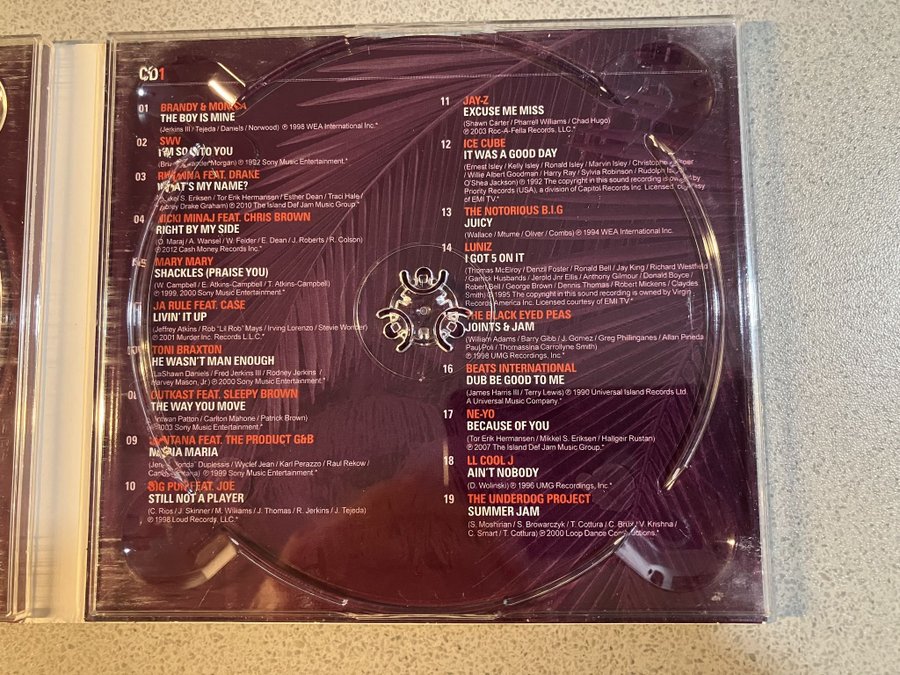 CD1
01 BRANDY & MONICA
THE BOY IS MINE
(Jerkins III / Tejeda / Daniels / Norwood) ℗ 1998 WEA International Inc.*
02 SWV
I'M SO INTO YOU
Morgan) ℗ 1992 Sony Music Entertainment.*
03 RIHANNA FEAT. DRAKE
WHAT'S MY NAME?
S. Eriksen / Tor Erik Hermansen / Esther Dean / Traci Hale /
Drake Graham) ℗ 2010 The Island Def Jam Music Group.*
04 NICKI MINAJ FEAT. CHRIS BROWN
RIGHT BY MY SIDE
(O. Maraj / A. Wansel / W. Feider / E. Dean / J. Roberts / R. Colson)
℗ 2012 Cash Money Records Inc.*
MARY MARY
SHACKLES (PRAISE YOU)
(W. Campbell / E. Atkins-Campbell / T. Atkins-Campbell)
℗ 1999, 2000 Sony Music Entertainment.*
JA RULE FEAT. CASE
LIVIN' IT UP
(Jeffrey Atkins / Rob "Lil Rob" Mays / Irving Lorenzo / Stevie Wonder)
℗ 2001 Murder Records L.L.C.*
TONI BRAXTON
HE WASN'T MAN ENOUGH
(LaShawn Daniels / Fred Jerkins III / Rodney Jerkins
Harvey Mason, Jr.) ℗ 2000 Sony Music Entertainment.*
OUTKAST FEAT. SLEEPY BROWN
THE WAY YOU MOVE
(Antwan Patton / Carlton Mahone / Patrick Brown)
℗ 2003 Sony Music Entertainment.*
09 SANTANA FEAT. THE PRODUCT G&B
MARIA MARIA
Duplessis / Wyclef Jean / Karl Perazzo / Raul Rekow /
℗ 1999 Sony Music Entertainment.*
10 BIG PUN FEAT. JOE
STILL NOT A PLAYER
(C. Rios / J. Skinner / M. Williams / J. Thomas / R. Jerkins / J. Tejeda)
℗ 1998 Loud Records, LLC.*
11 JAY-Z
EXCUSE ME MISS
(Shawn Carter / Pharrell Williams / Chad Hugo)
℗ 2003 Roc-A-Fella Records, LLC.*
12 ICE CUBE
IT WAS A GOOD DAY
(Ernest Isley / Kelly Isley / Ronald Isley / Marvin Isley / Christopher Jasper /
Willie Albert Goodman / Harry Ray / Sylvia Robinson / Rudolph Isley /
O'Shea Jackson) ℗ 1992 The copyright in this sound recording is owned by
Priority Records (USA), a division of Capitol Records Inc. Licensed courtesy
of EMI TV.*
13 THE NOTORIOUS B.I.G
JUICY
(Wallace / Mtume / Oliver / Combs) ℗ 1994 WEA International Inc.
14 LUNIZ
I GOT 5 ON IT
(Thomas McElroy / Denzil Foster / Ronald Bell / Jay King / Richard Westfield
/ Garrick Husbands / Jerold Jnr Ellis / Anthony Gilmour / Donald Boyce /
Robert Bell / George Brown / Dennis Thomas / Robert Mickens / Claydes
Smith) ℗ 1995 The copyright in this sound recording is owned by Virgin
Records America Inc. Licensed courtesy of EMI TV.*
THE BLACK EYED PEAS
JOINTS & JAM
(William Adams / Barry Gibb / J. Gomez / Greg Philinganes / Allan Pineda
Paul Poli / Thomassina Carrollyne Smith)
℗ 1998 UMG Recordings, Inc.*
16 BEATS INTERNATIONAL
DUB BE GOOD TO ME
(James Harris III / Terry Lewis) ℗ 1990 Universal Island Records Ltd.
A Universal Music Company.*
17 NE-YO
BECAUSE OF YOU
(Tor Erik Hermansen / Mikkel S. Eriksen / Hallgeir Rustan)
℗ 2007 The Island Def Jam Music Group.*
18 LL COOL J
AIN'T NOBODY
(D. Wolinski) ℗ 1996 UMG Recordings, Inc.*
19 THE UNDERDOG PROJECT
SUMMER JAM
(S. Moshirian / S. Browarczyk / T. Cottura / C. Brüx / V. Krishna /
C. Smart / T. Cottura) ℗ 2000 Loop Dance Constructions.*